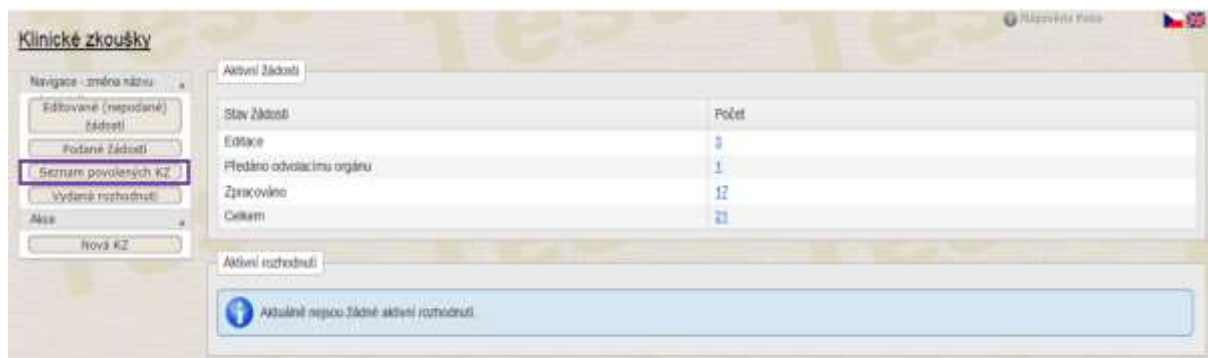 Nápověda
Klinické zkoušky
Navigace - změna názvu
Editované (nepodané)
žádosti
Podané žádosti
Seznam povolených KZ
Vydaná rozhodnutí
Akce
Nová KZ
Aktivní žádosti
Stav žádosti Počet
Editace 3
Předáno odvolacímu orgánu 1
Zpracováno 17
Celkem 21
Aktivní rozhodnutí
Aktuálně nejsou žádné aktivní rozhodnutí.
Test